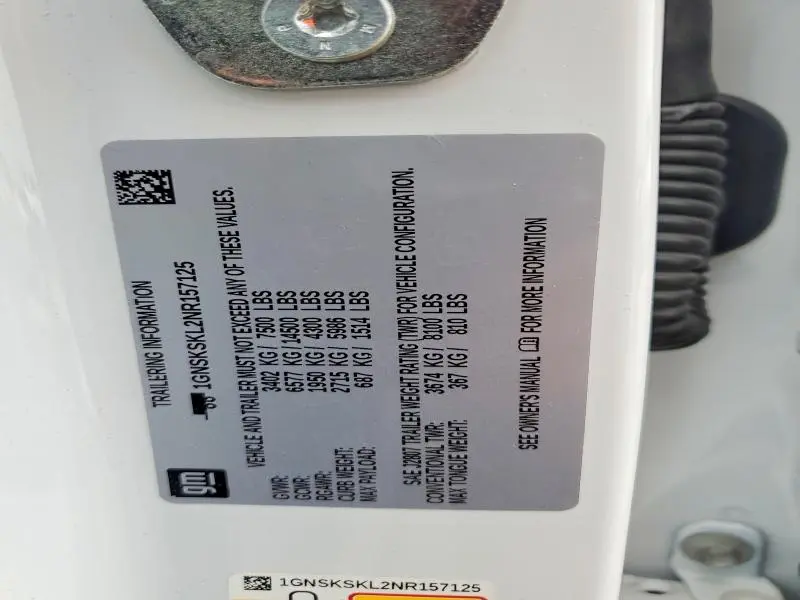 M P N P
gm
TRAILERING INFORMATION
1GNSKSKL2NR157125
VEHICLE AND TRAILER MUST NOT EXCEED ANY OF THESE VALUES.
GVWR: 3402 KG/ 7500 LBS
GCWR: 6577 KG/ 14500 LBS
RGAWR: 1950 KG/ 4300 LBS
CURB WEIGHT: 2715 KG/ 5986 LBS
MAX PAYLOAD: 687 KG/ 1514 LBS
SAE J2807 TRAILER WEIGHT RATING (TWR) FOR VEHICLE CONFIGURATION.
CONVENTIONAL TWR: 3674 KG/ 8100 LBS
MAX TONGUE WEIGHT: 367 KG/ 810 LBS
SEE OWNER'S MANUAL FOR MORE INFORMATION
1GNSKSKL2NR157125